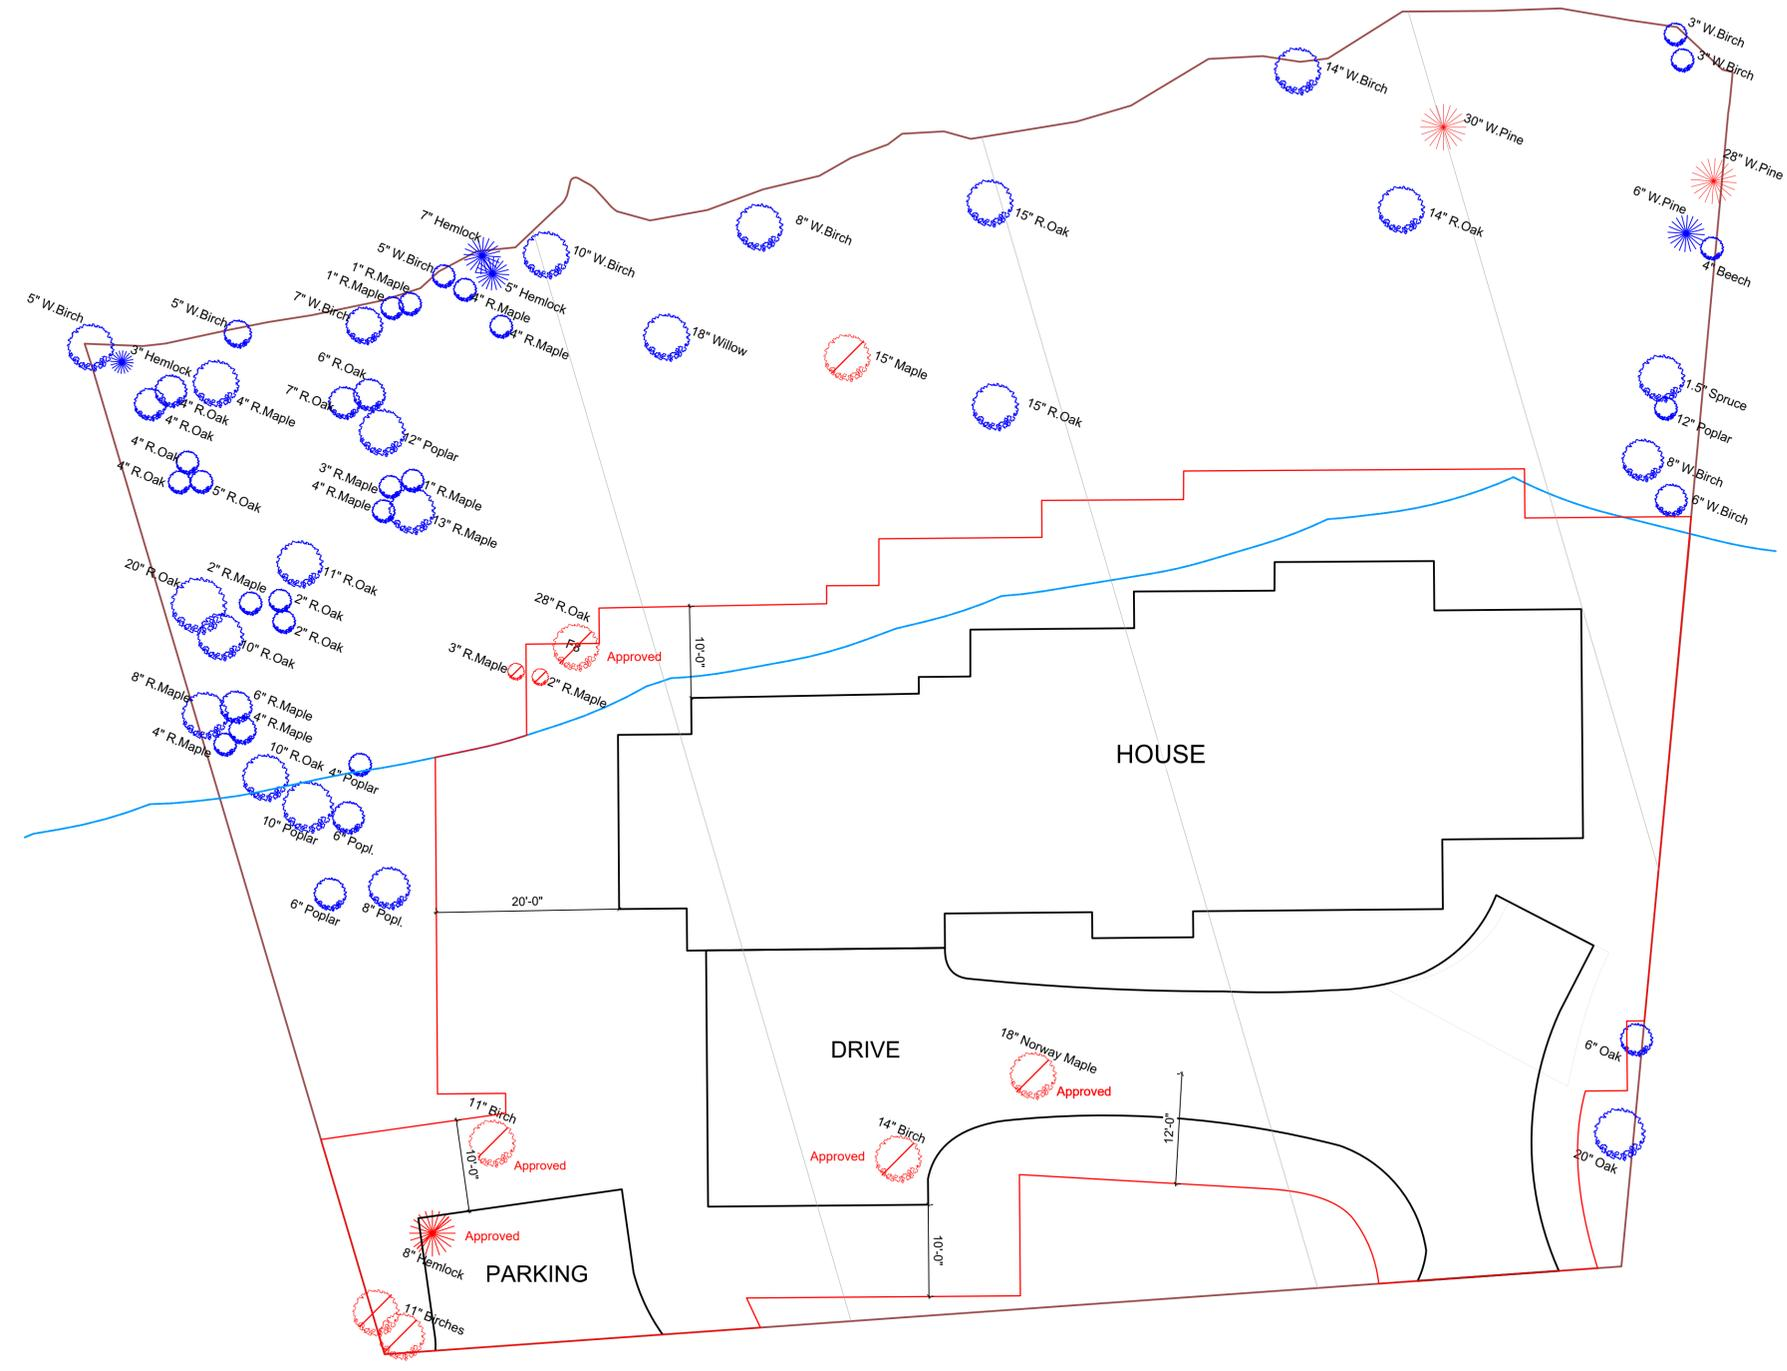 3" W.Birch
3" W.Birch
14" W.Birch
30" W.Pine
28" W.Pine
6" W.Pine
4" Beech
14" R.Oak
15" R.Oak
8" W.Birch
7" Hemlock
10" W.Birch
5" W.Birch
5" Hemlock
1" R.Maple
1" R.Maple
4" R.Maple
7" W.Birch
4" R.Maple
5" W.Birch
5" W.Birch
18" Willow
15" Maple
3" Hemlock
6" R.Oak
7" R.Oak
4" R.Maple
4" R.Oak
4" R.Oak
12" Poplar
15" R.Oak
1.5" Spruce
12" Poplar
4" R.Oak
4" R.Oak
5" R.Oak
3" R.Maple
1" R.Maple
4" R.Maple
13" R.Maple
8" W.Birch
6" W.Birch
20" R.Oak
2" R.Maple
11" R.Oak
2" R.Oak
2" R.Oak
10" R.Oak
28" R.Oak
F8
Approved
3" R.Maple
2" R.Maple
10'-0"
8" R.Maple
6" R.Maple
4" R.Maple
4" R.Maple
10" R.Oak
4" Poplar
10" Poplar
6" Popl.
HOUSE
6" Poplar
8" Popl.
20'-0"
DRIVE
18" Norway Maple
Approved
6" Oak
12'-0"
20" Oak
11" Birch
Approved
10'-0"
14" Birch
Approved
Approved
8" Hemlock
PARKING
10'-0"
11" Birches